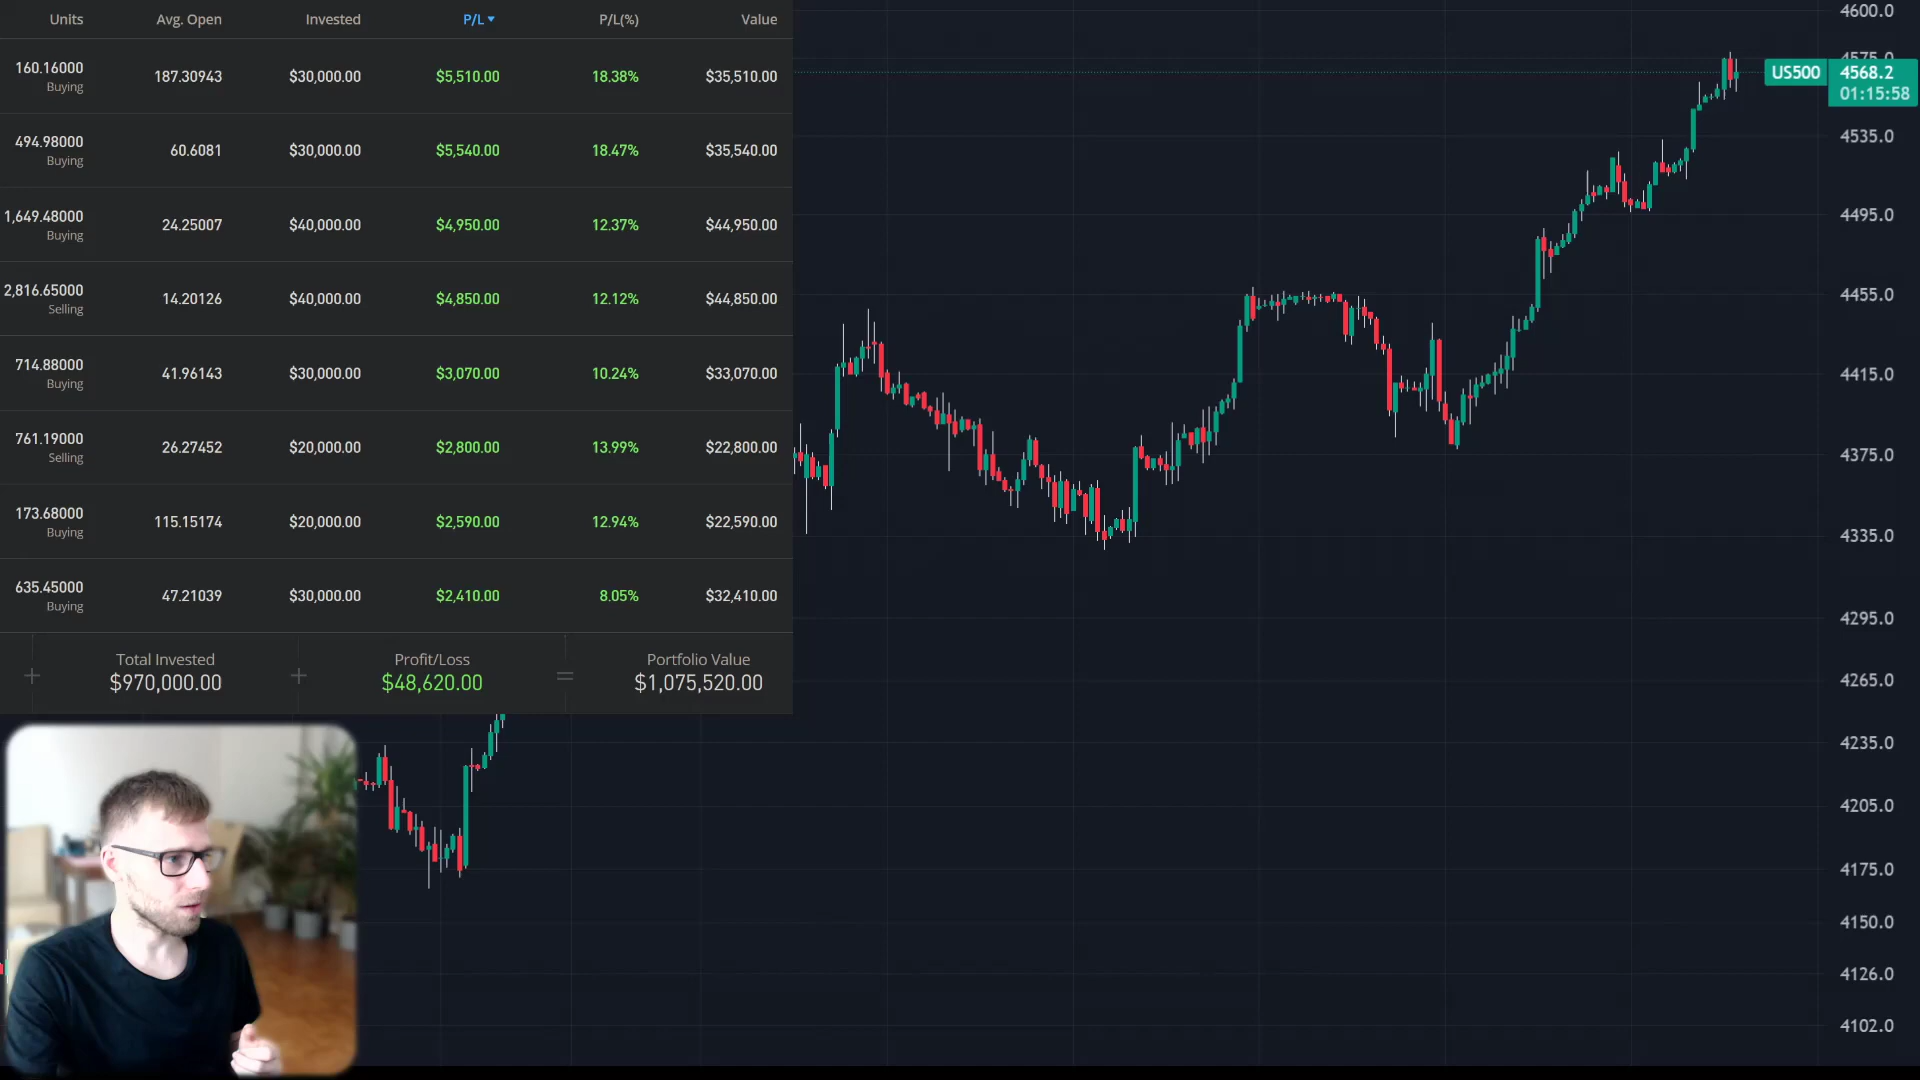 Units Avg. Open Invested P/L▼ P/L(%) Value
160.16000 187.30943 $30,000.00 $5,510.00 18.38% $35,510.00
Buying
494.98000 60.6081 $30,000.00 $5,540.00 18.47% $35,540.00
Buying
1,649.48000 24.25007 $40,000.00 $4,950.00 12.37% $44,950.00
Buying
2,816.65000 14.20126 $40,000.00 $4,850.00 12.12% $44,850.00
Selling
714.88000 41.96143 $30,000.00 $3,070.00 10.24% $33,070.00
Buying
761.19000 26.27452 $20,000.00 $2,800.00 13.99% $22,800.00
Selling
173.68000 115.15174 $20,000.00 $2,590.00 12.94% $22,590.00
Buying
635.45000 47.21039 $30,000.00 $2,410.00 8.05% $32,410.00
Buying
Total Invested Profit/Loss Portfolio Value
+ $970,000.00 + $48,620.00 = $1,075,520.00
4600.0
4575.0
US500 4568.2
01:15:58
4535.0
4495.0
4455.0
4415.0
4375.0
4335.0
4295.0
4265.0
4235.0
4205.0
4175.0
4150.0
4126.0
4102.0